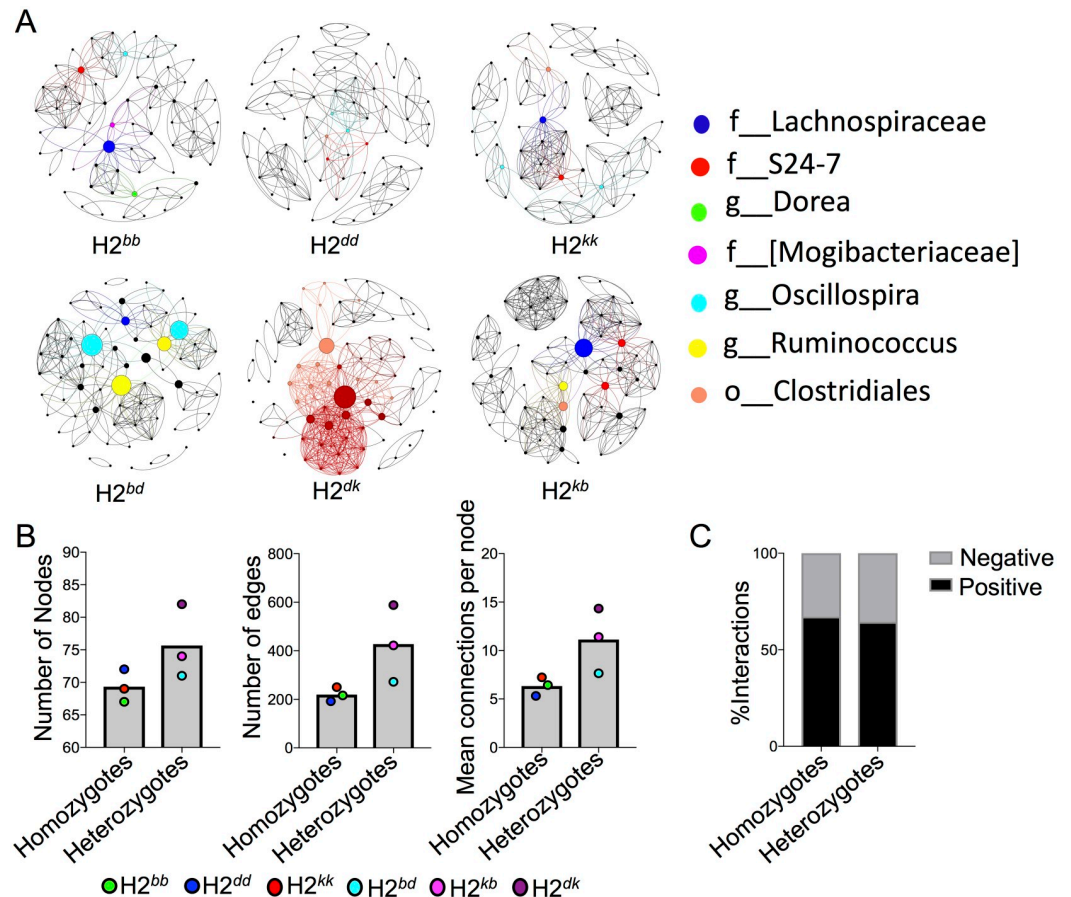 A
H2bb
H2dd
H2kk
f__Lachnospiraceae
f__S24-7
g__Dorea
f__[Mogibacteriaceae]
g__Oscillospira
g__Ruminococcus
o__Clostridiales
H2bd
H2dk
H2kb
B
Number of Nodes
90
85
80
75
70
65
60
Homozygotes
Heterozygotes
Number of edges
800
600
400
200
0
Homozygotes
Heterozygotes
Mean connections per node
20
15
10
5
0
Homozygotes
Heterozygotes
C
%Interactions
100
50
0
Homozygotes
Heterozygotes
Negative
Positive
H2bb H2dd H2kk H2bd H2kb H2dk